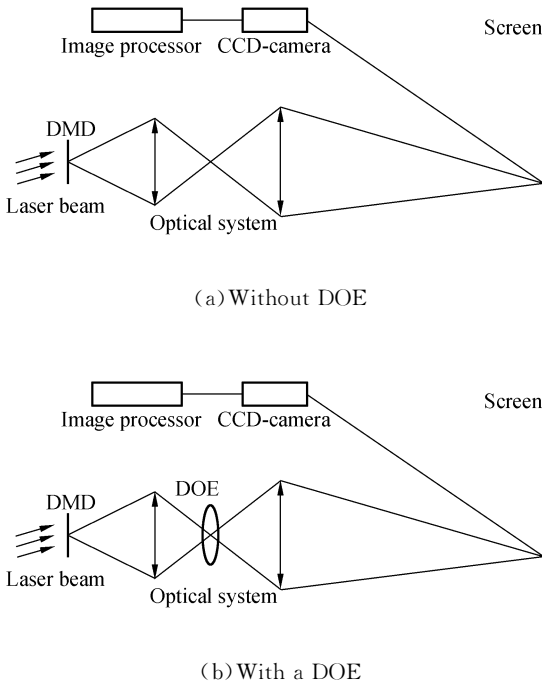 Screen
Image processor CCD-camera
DMD
Laser beam
Optical system
(a) Without DOE
Screen
Image processor CCD-camera
DOE
DMD
Laser beam
Optical system
(b) With a DOE